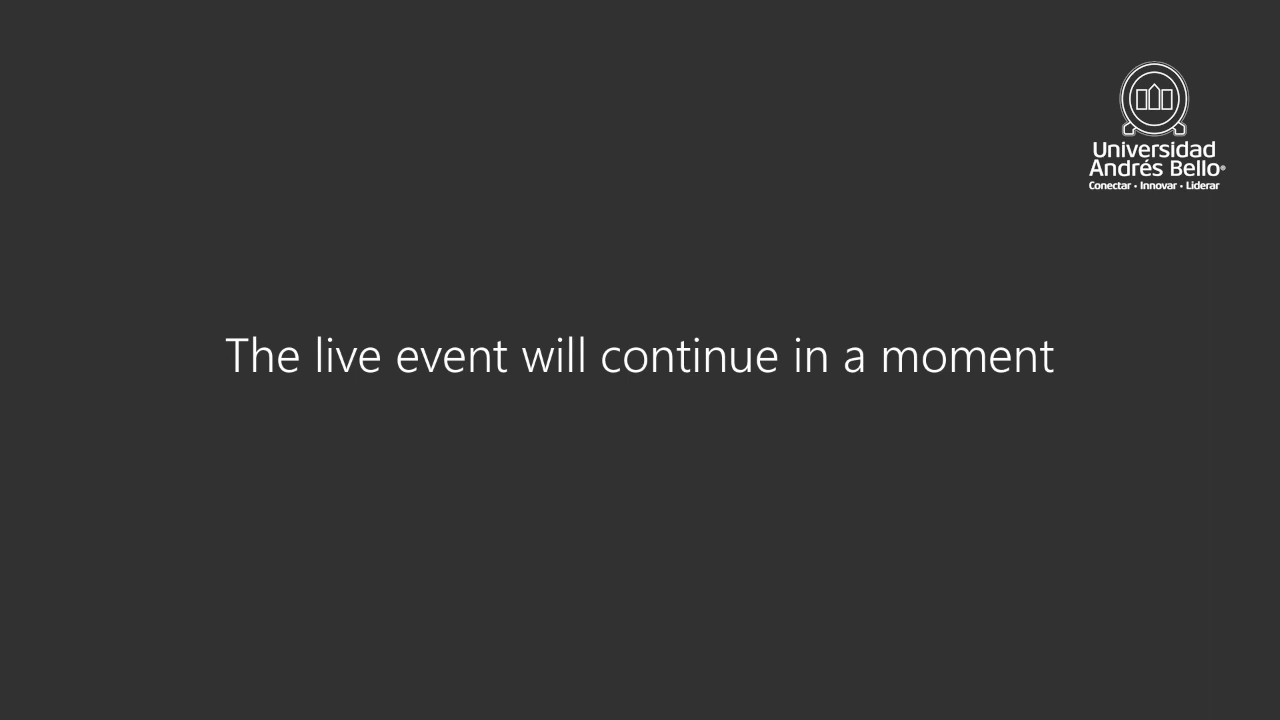 Universidad
Andrés Bello®
Conectar • Innovar • Liderar
The live event will continue in a moment